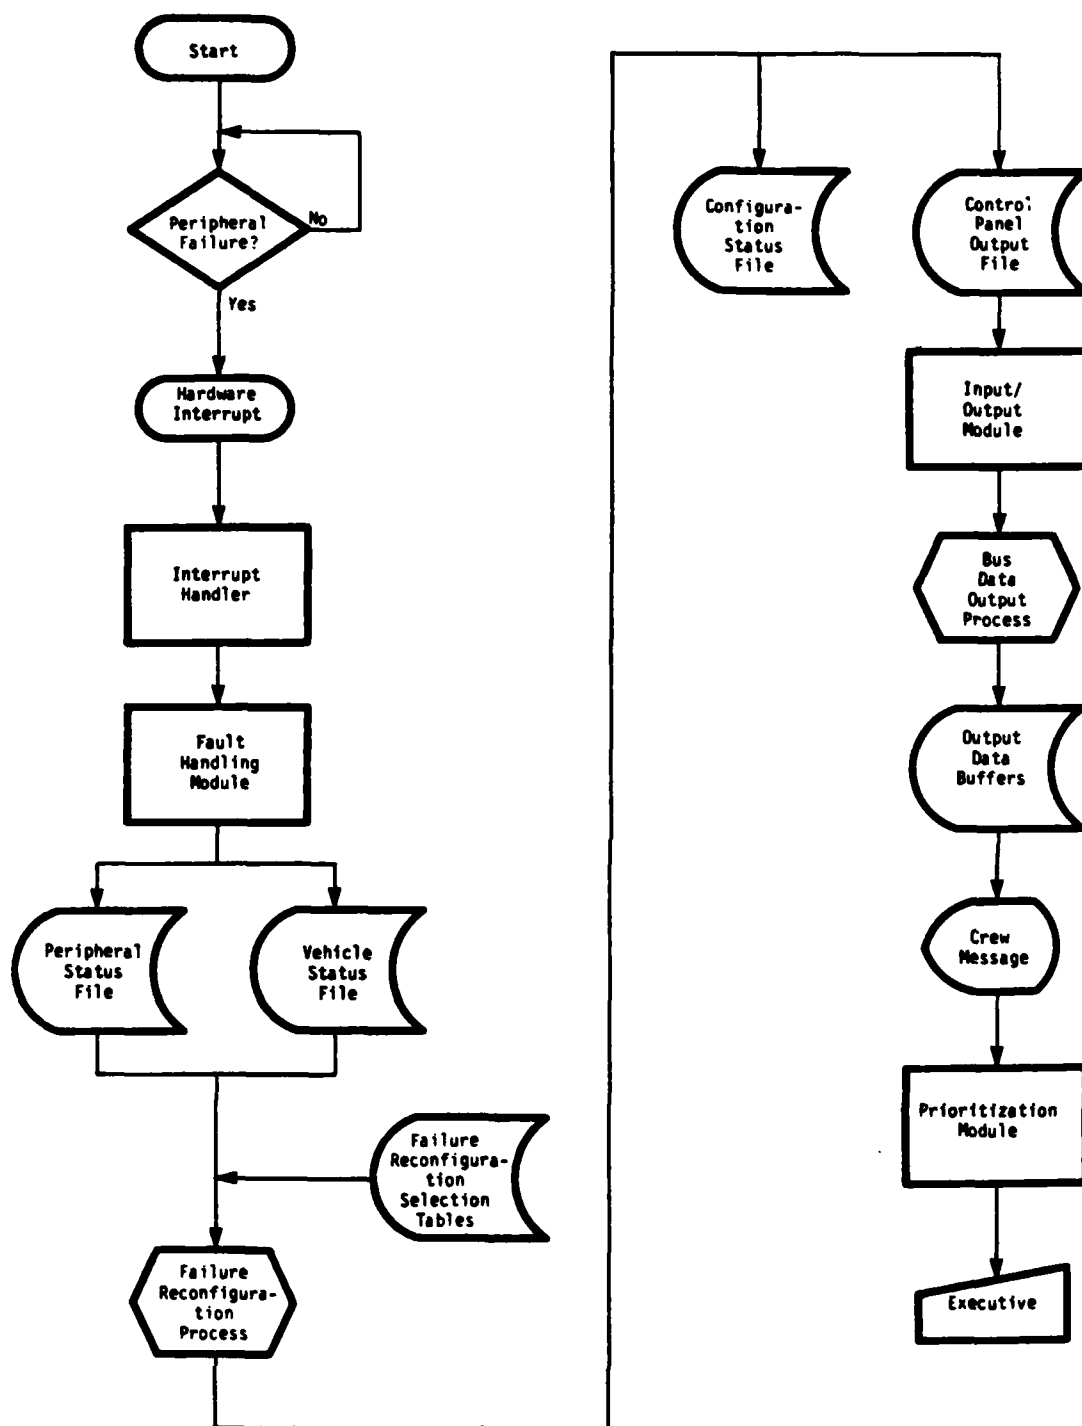 Start
Peripheral
Failure?
No
Yes
Hardware
Interrupt
Interrupt
Handler
Fault
Handling
Module
Peripheral
Status
File
Vehicle
Status
File
Failure
Reconfigura-
tion
Selection
Tables
Failure
Reconfigura-
tion
Process
Configura-
tion
Status
File
Control
Panel
Output
File
Input/
Output
Module
Bus
Data
Output
Process
Output
Data
Buffers
Crew
Message
Prioritization
Module
Executive